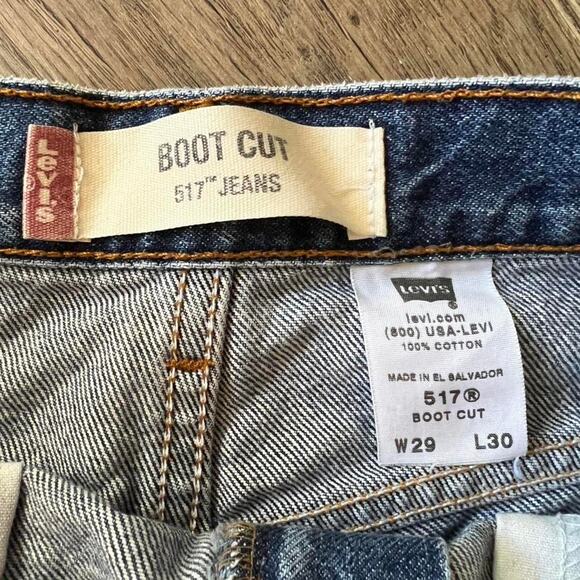 Levi's
BOOT CUT
517™ JEANS
Levi's®
levi.com
(800) USA-LEVI
100% COTTON
MADE IN EL SALVADOR
517®
BOOT CUT
W29 L30